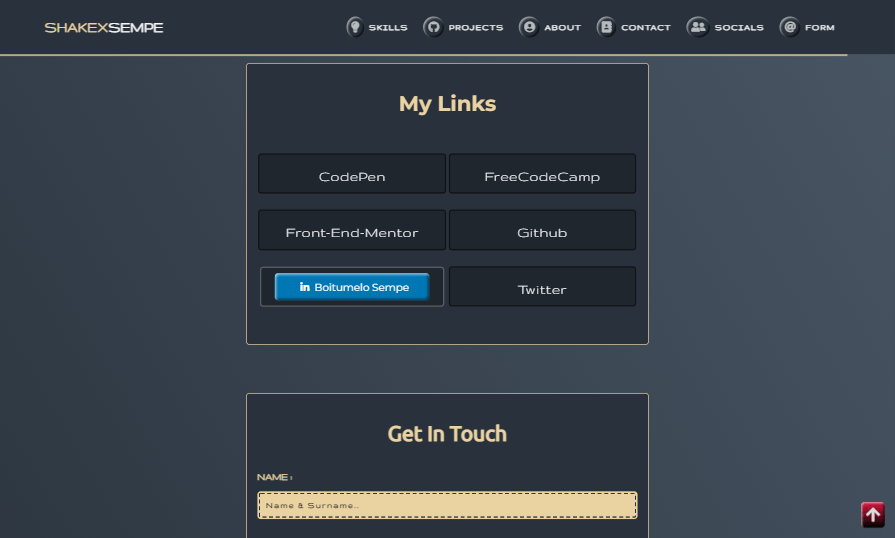 SHAKEXSEMPE SKILLS PROJECTS ABOUT CONTACT SOCIALS FORM
My Links
CodePen FreeCodeCamp
Front-End-Mentor Github
in Boitumelo Sempe Twitter
Get In Touch
NAME :
Name & Surname..